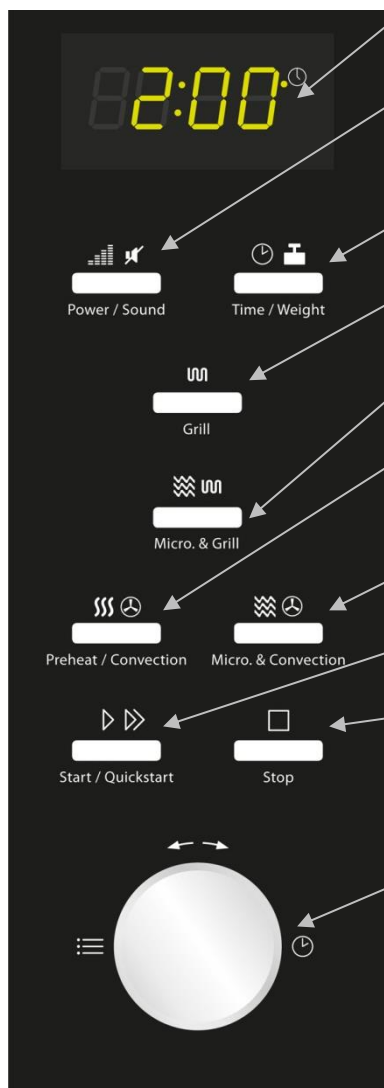 2:00
Power / Sound
Time / Weight
Grill
Micro. & Grill
Preheat / Convection
Micro. & Convection
Start / Quickstart
Stop